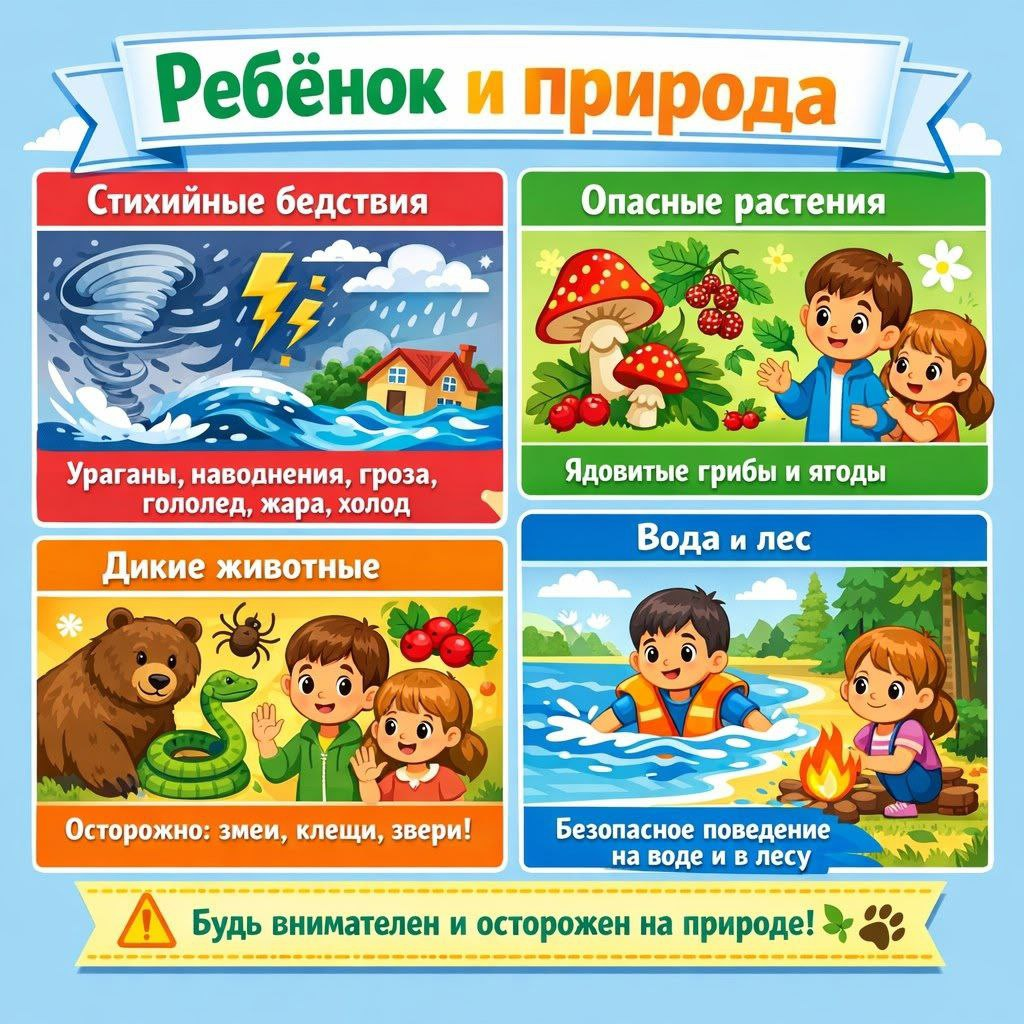 Ребёнок и природа
Стихийные бедствия
Ураганы, наводнения, гроза,
гололед, жара, холод
Опасные растения
Ядовитые грибы и ягоды
Дикие животные
Осторожно: змеи, клещи, звери!
Вода и лес
Безопасное поведение
на воде и в лесу
Будь внимателен и осторожен на природе!